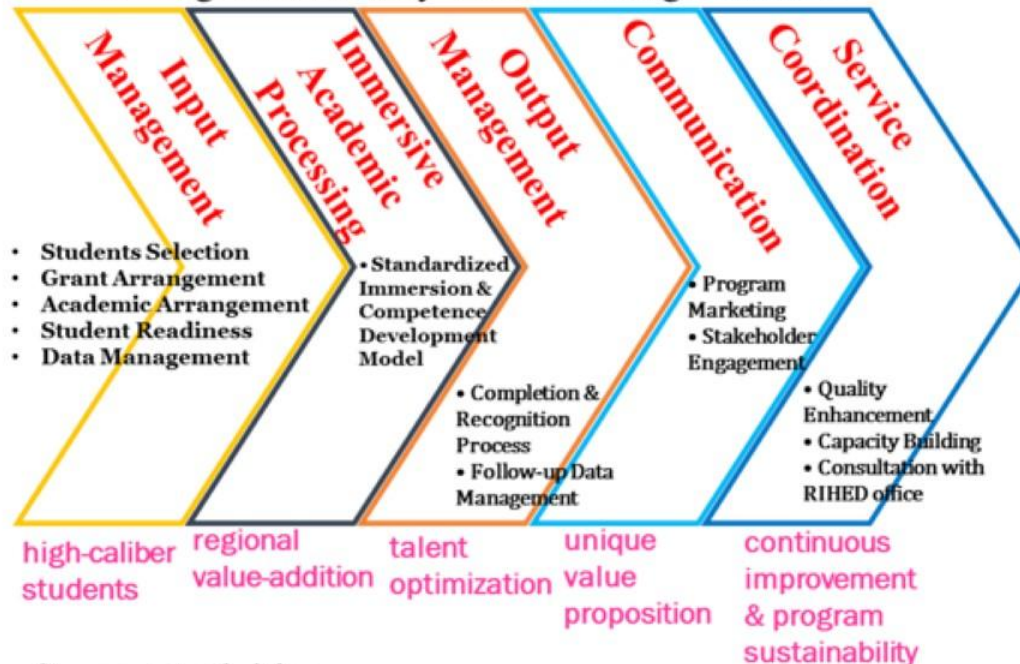 Input
Management
Immersive
Academic
Processing
Output
Management
Communication
Service
Coordination
• Students Selection
• Grant Arrangement
• Academic Arrangement
• Student Readiness
• Data Management
• Standardized
Immersion &
Competence
Development
Model
• Completion &
Recognition
Process
• Follow-up Data
Management
• Program
Marketing
• Stakeholder
Engagement
• Quality
Enhancement
• Capacity Building
• Consultation with
RIHED office
high-caliber
students
regional
value-addition
talent
optimization
unique
value
proposition
continuous
improvement
& program
sustainability